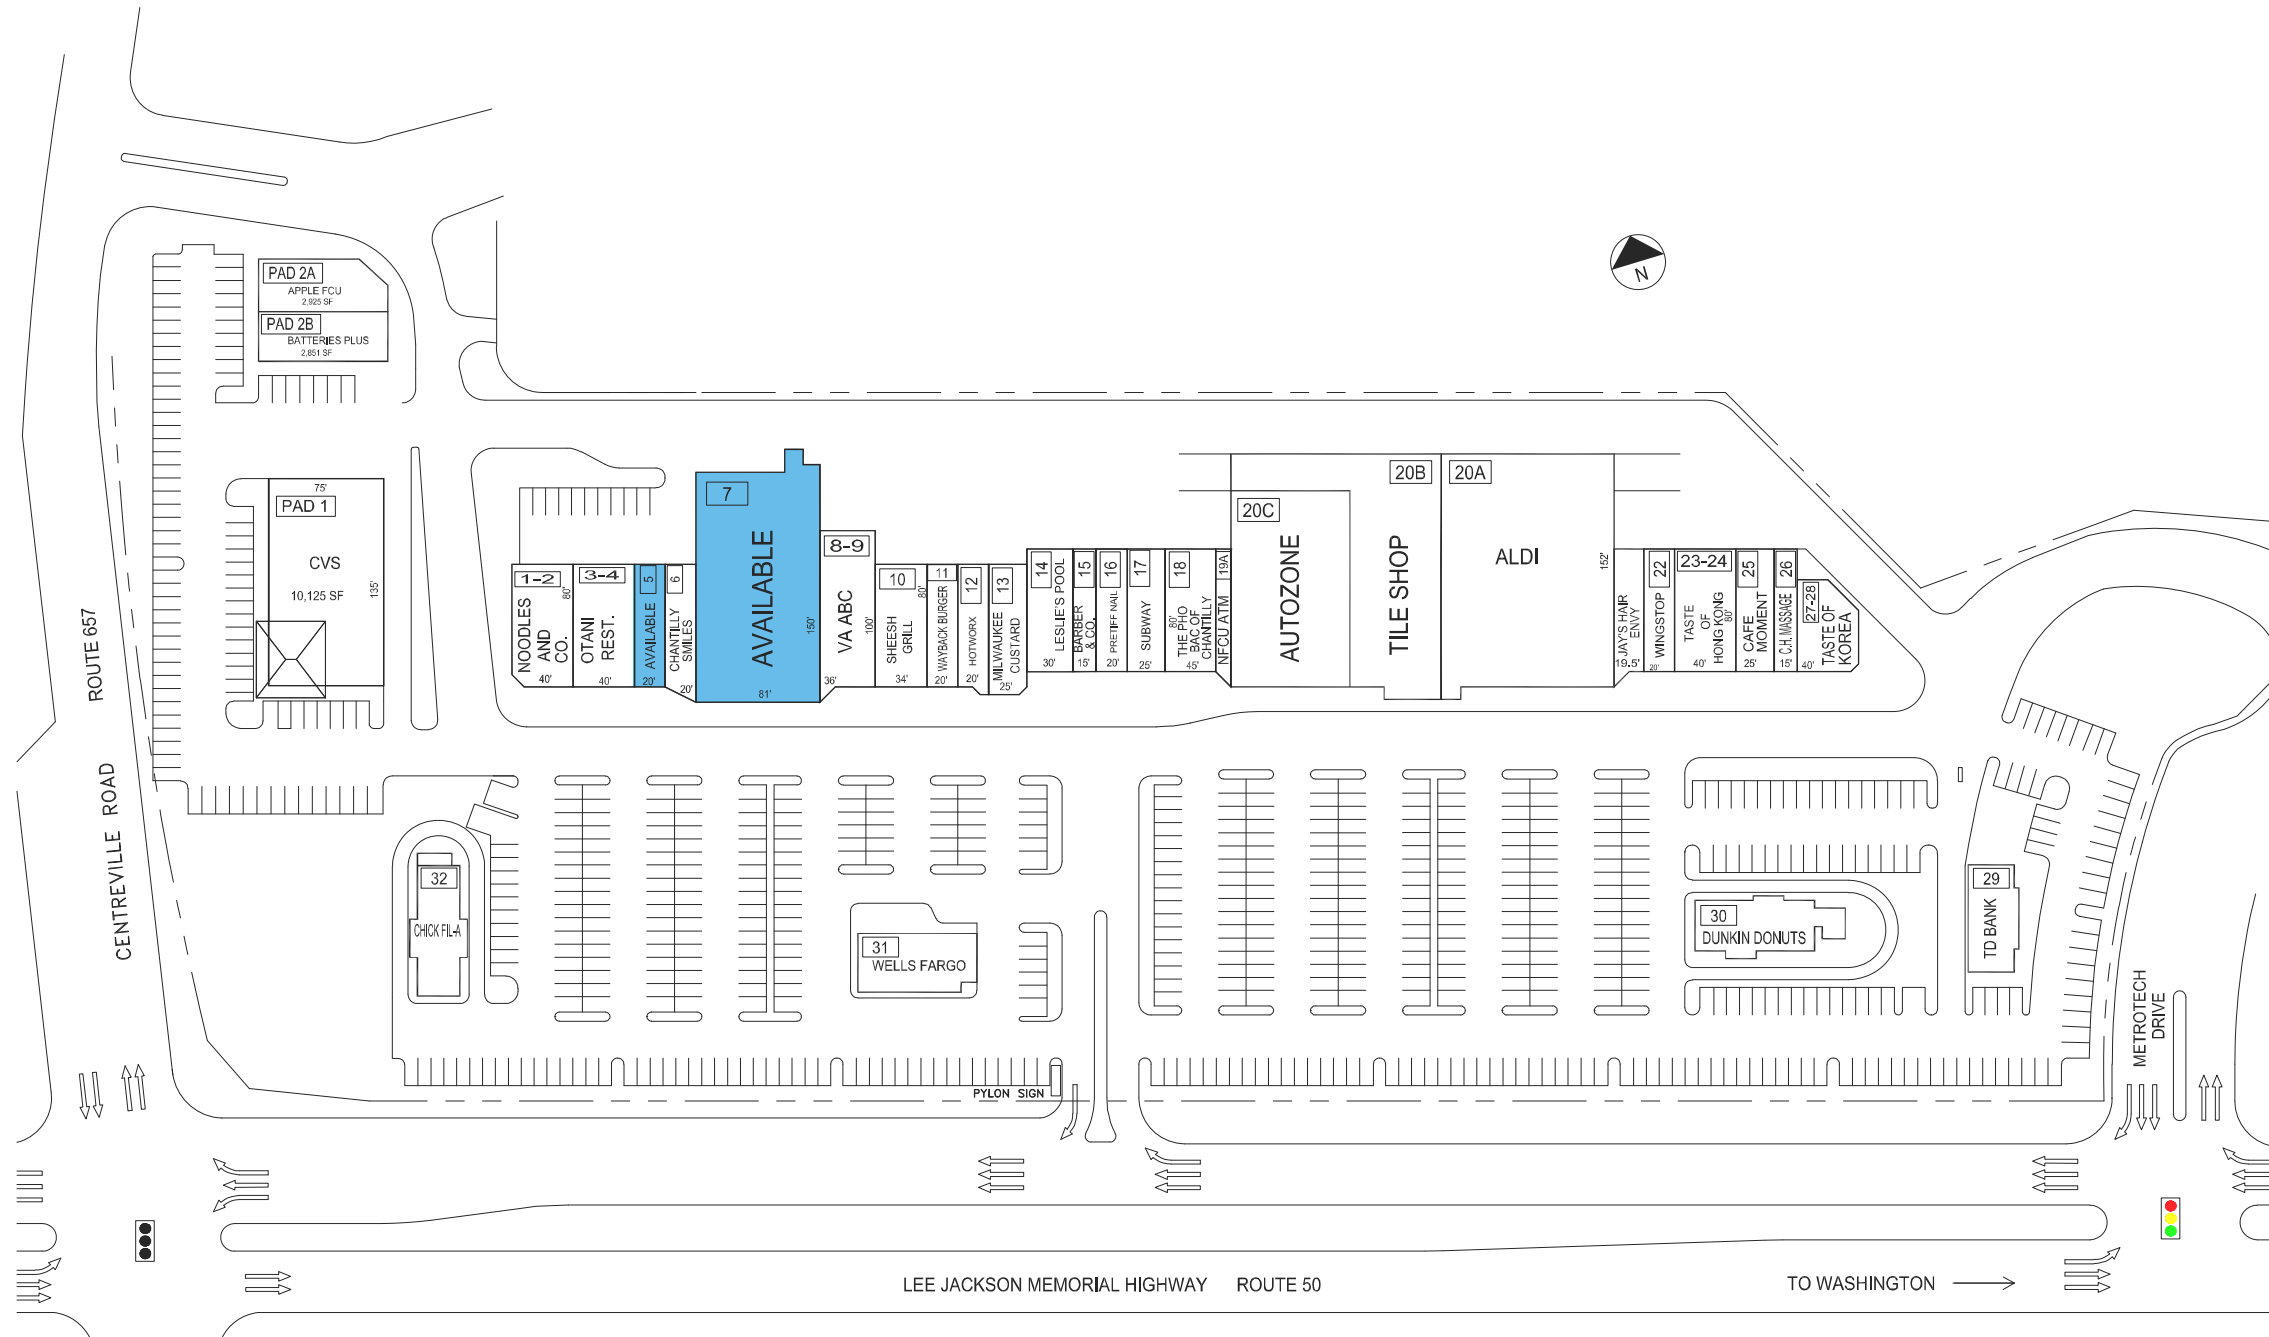 PAD 2A
APPLE FCU
2,925 SF
PAD 2B
BATTERIES PLUS
2,851 SF
N
75'
PAD 1
CVS
10,125 SF
135'
ROUTE 657
CENTREVILLE ROAD
1-2
80'
NOODLES
AND
CO.
40'
3-4
OTANI
REST.
40'
5
AVAILABLE
20'
6
CHANTILLY
SMILES
20'
7
AVAILABLE
150'
81'
8-9
VA ABC
100'
36'
10
80'
SHEESH
GRILL
34'
11
WAYBACK BURGER
20'
12
HOTWORX
20'
13
MILWAUKEE
CUSTARD
25'
14
LESLIE'S POOL
30'
15
BARBER
& CO.
15'
16
PRETIFF NAIL
20'
17
SUBWAY
25'
18
80'
THE PHO
BAC OF
CHANTILLY
45'
19A
NFCU ATM
20C
AUTOZONE
20B
TILE SHOP
20A
ALDI
152'
JAY'S HAIR
ENVY
19.5'
22
WINGSTOP
20'
23-24
TASTE
OF
HONG KONG
80'
40'
25
CAFE
MOMENT
25'
26
C.H. MASSAGE
15'
27-28
TASTE OF
KOREA
40'
32
CHICK FIL-A
31
WELLS FARGO
30
DUNKIN DONUTS
29
TD BANK
METROTECH
DRIVE
PYLON SIGN
LEE JACKSON MEMORIAL HIGHWAY ROUTE 50
TO WASHINGTON